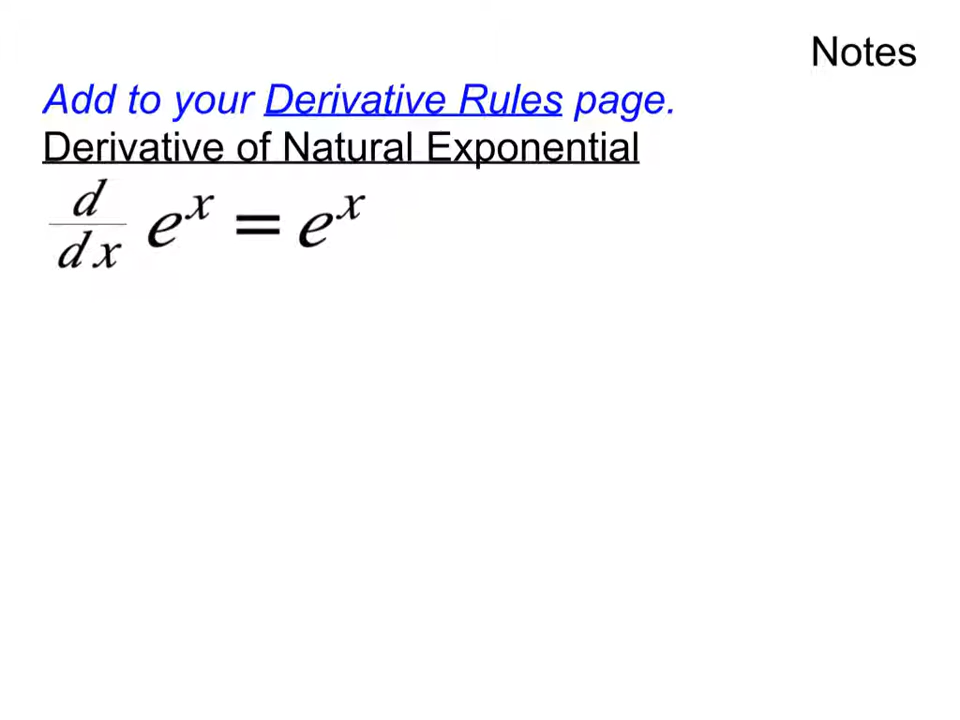 Notes
Add to your Derivative Rules page.
Derivative of Natural Exponential
d/dx e^x = e^x